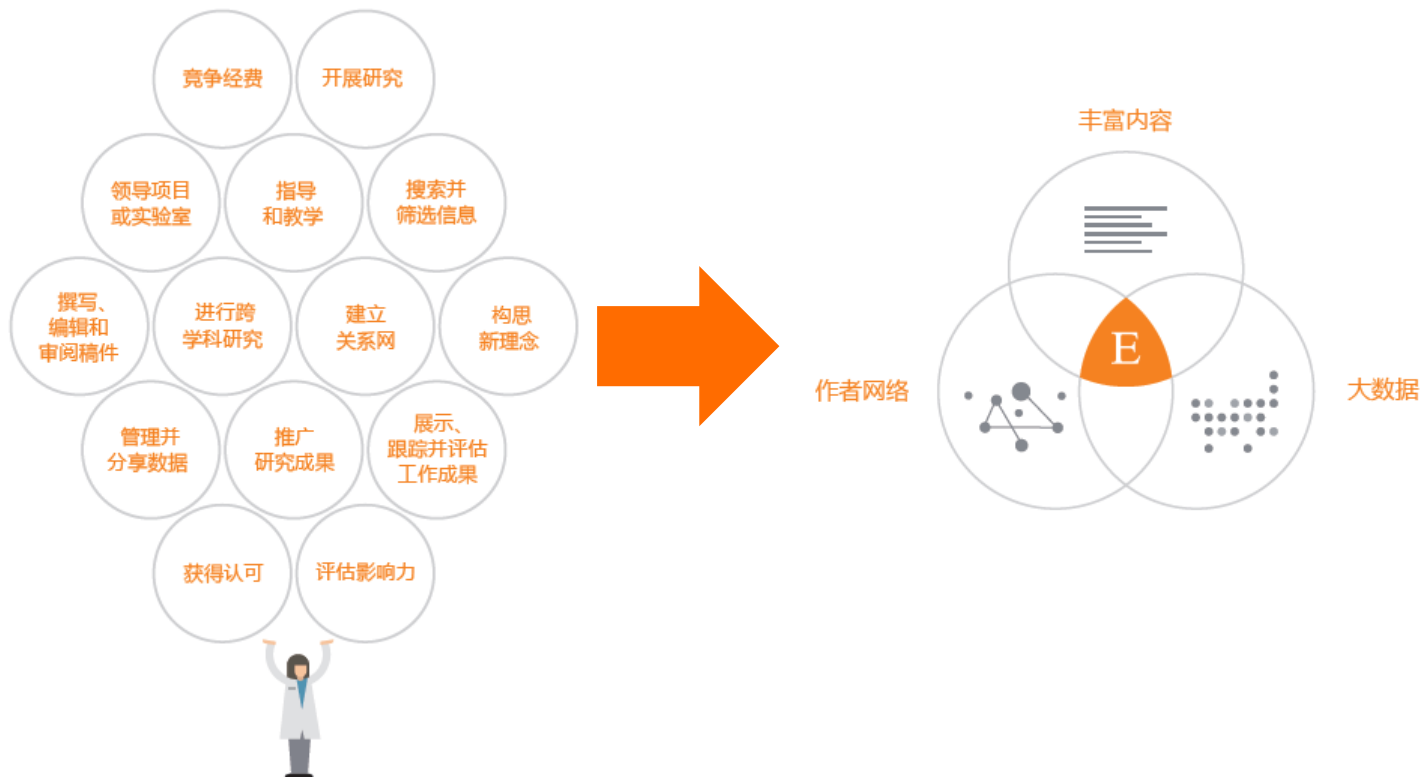 竞争经费
开展研究
领导项目
或实验室
指导
和教学
搜索并
筛选信息
撰写、
编辑和
审阅稿件
进行跨
学科研究
建立
关系网
构思
新理念
管理并
分享数据
推广
研究成果
展示、
跟踪并评估
工作成果
获得认可
评估影响力
丰富内容
E
作者网络
大数据